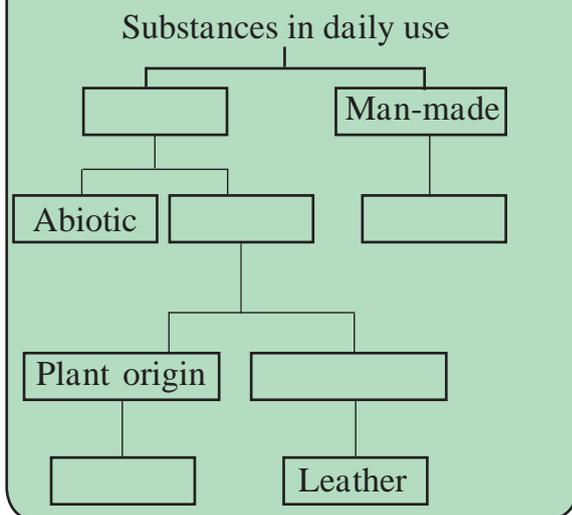 Substances in daily use
Man-made
Abiotic
Plant origin
Leather